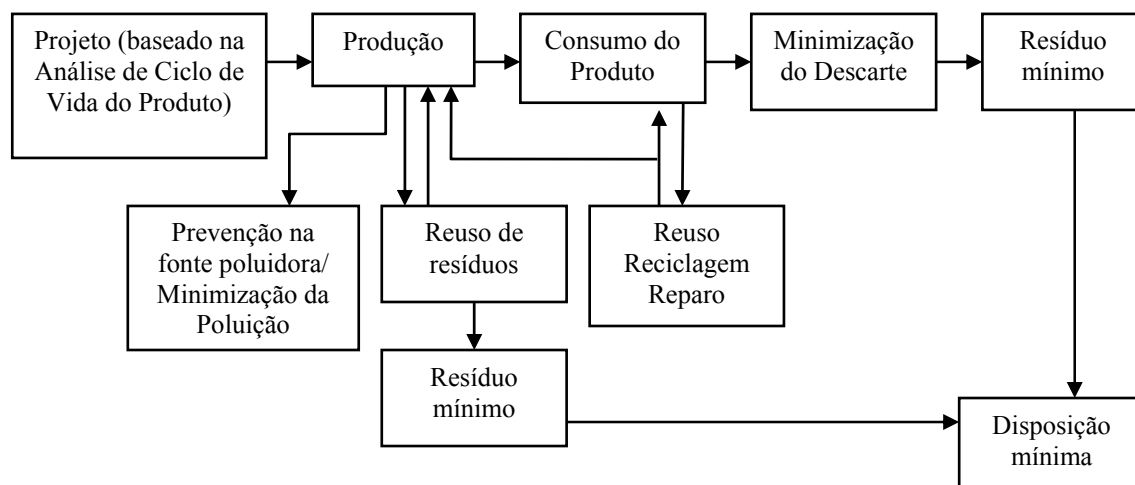 Projeto (baseado na
Análise de Ciclo de
Vida do Produto)
Produção
Consumo do
Produto
Minimização
do Descarte
Resíduo
mínimo
Prevenção na
fonte poluidora/
Minimização da
Poluição
Reuso de
resíduos
Reuso
Reciclagem
Reparo
Resíduo
mínimo
Disposição
mínima